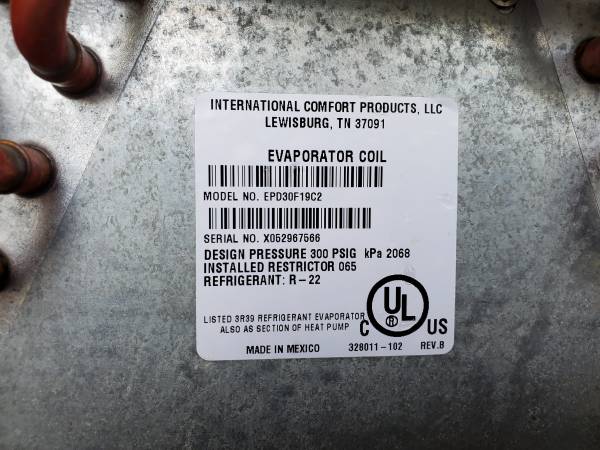 INTERNATIONAL COMFORT PRODUCTS, LLC
LEWISBURG, TN 37091
EVAPORATOR COIL
MODEL NO. EPD30F19C2
SERIAL NO. X052967566
DESIGN PRESSURE 300 PSIG kPa 2068
INSTALLED RESTRICTOR 065
REFRIGERANT: R-22
LISTED 3R39 REFRIGERANT EVAPORATOR
ALSO AS SECTION OF HEAT PUMP
C UL ® US
MADE IN MEXICO 328011-102 REV.B